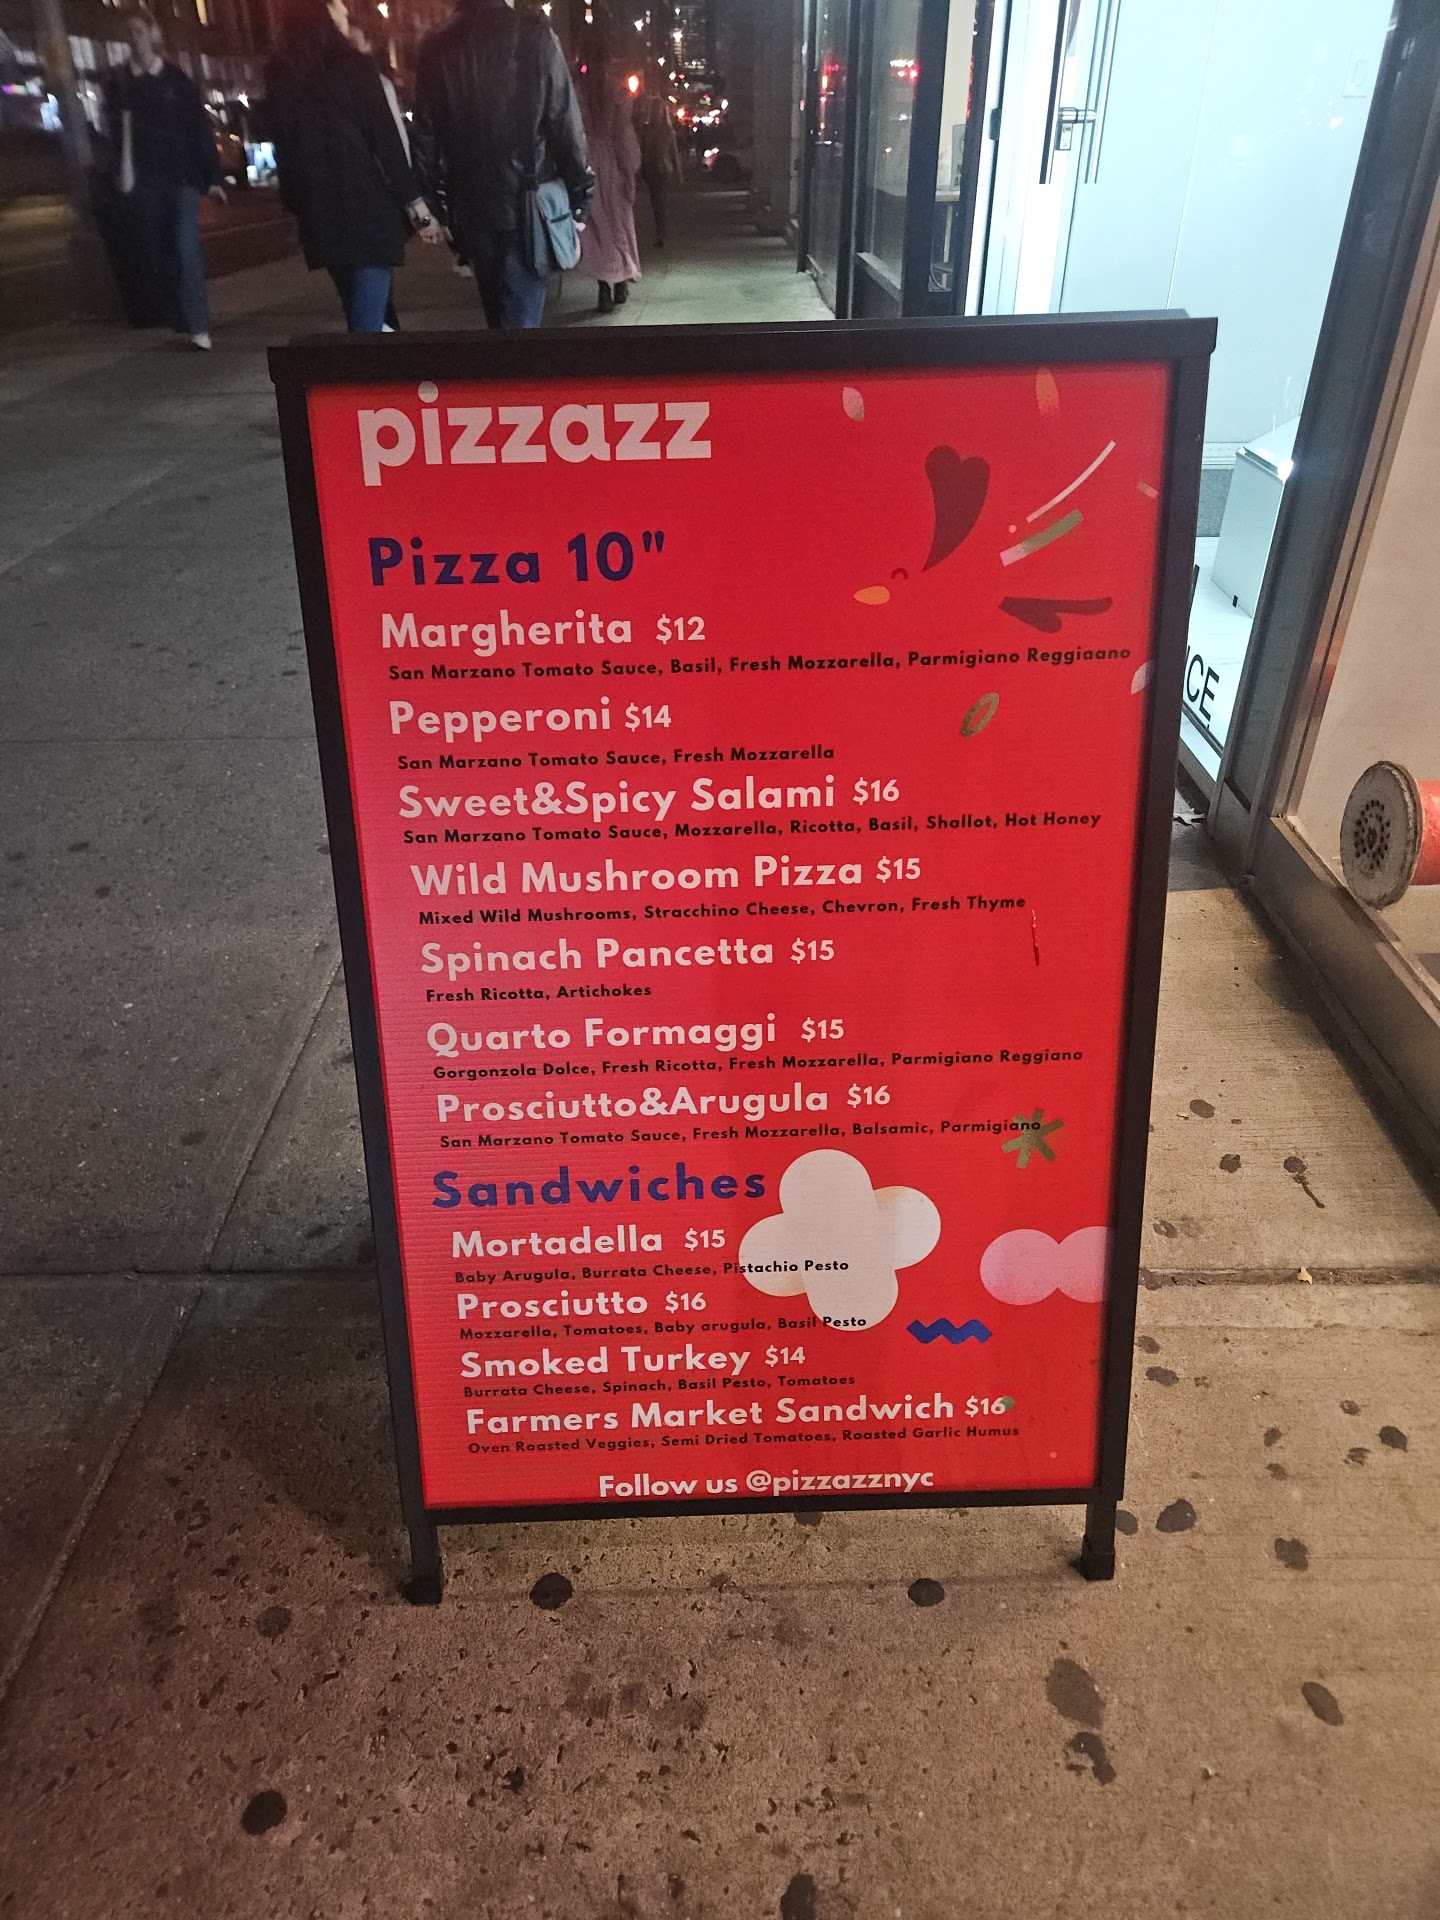 pizzazz
Pizza 10"
Margherita $12
San Marzano Tomato Sauce, Basil, Fresh Mozzarella, Parmigiano Reggiaano
Pepperoni $14
San Marzano Tomato Sauce, Fresh Mozzarella
Sweet&Spicy Salami $16
San Marzano Tomato Sauce, Mozzarella, Ricotta, Basil, Shallot, Hot Honey
Wild Mushroom Pizza $15
Mixed Wild Mushrooms, Stracchino Cheese, Chevron, Fresh Thyme
Spinach Pancetta $15
Fresh Ricotta, Artichokes
Quarto Formaggi $15
Gorgonzola Dolce, Fresh Ricotta, Fresh Mozzarella, Parmigiano Reggiano
Prosciutto&Arugula $16
San Marzano Tomato Sauce, Fresh Mozzarella, Balsamic, Parmigiano
Sandwiches
Mortadella $15
Baby Arugula, Burrata Cheese, Pistachio Pesto
Prosciutto $16
Mozzarella, Tomatoes, Baby arugula, Basil Pesto
Smoked Turkey $14
Burrata Cheese, Spinach, Basil Pesto, Tomatoes
Farmers Market Sandwich $16
Oven Roasted Veggies, Semi Dried Tomatoes, Roasted Garlic Humus
Follow us @pizzazznyc
CE